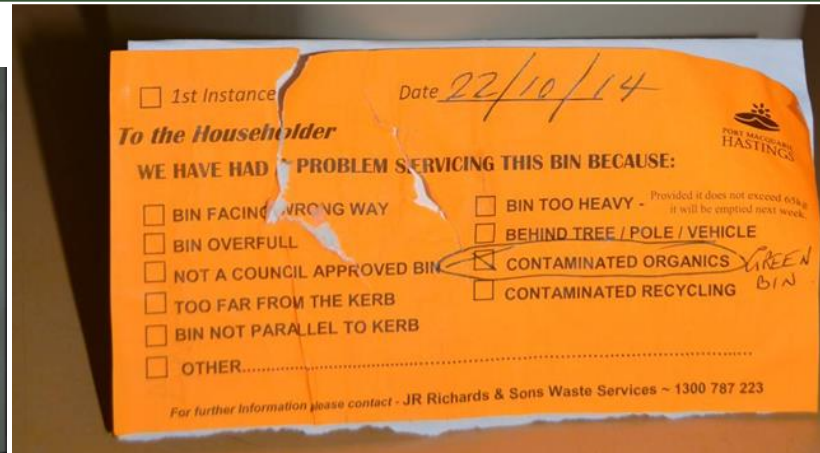 1st Instance Date 22/10/14
To the Householder
PORT MACQUARIE
HASTINGS
WE HAVE HAD PROBLEM SERVICING THIS BIN BECAUSE:
BIN FACING WRONG WAY
BIN OVERFULL
NOT A COUNCIL APPROVED BIN
TOO FAR FROM THE KERB
BIN NOT PARALLEL TO KERB
OTHER
BIN TOO HEAVY - Provided it does not exceed 65kg
it will be emptied next week.
BEHIND TREE / POLE / VEHICLE
CONTAMINATED ORGANICS GREEN
BIN
CONTAMINATED RECYCLING
For further Information please contact - JR Richards & Sons Waste Services ~ 1300 787 223